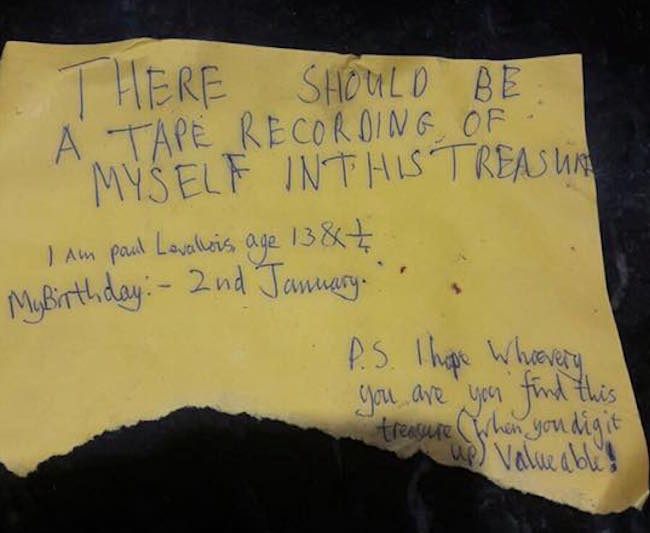 THERE SHOULD BE
A TAPE RECORDING OF
MYSELF IN THIS TREASURE
I Am paul Levallois, age 13 & 1/4
My Birthday:- 2nd January.
P.S. I hope Whoevery
you are you find this
treasure (when you dig it
up) Valueable!